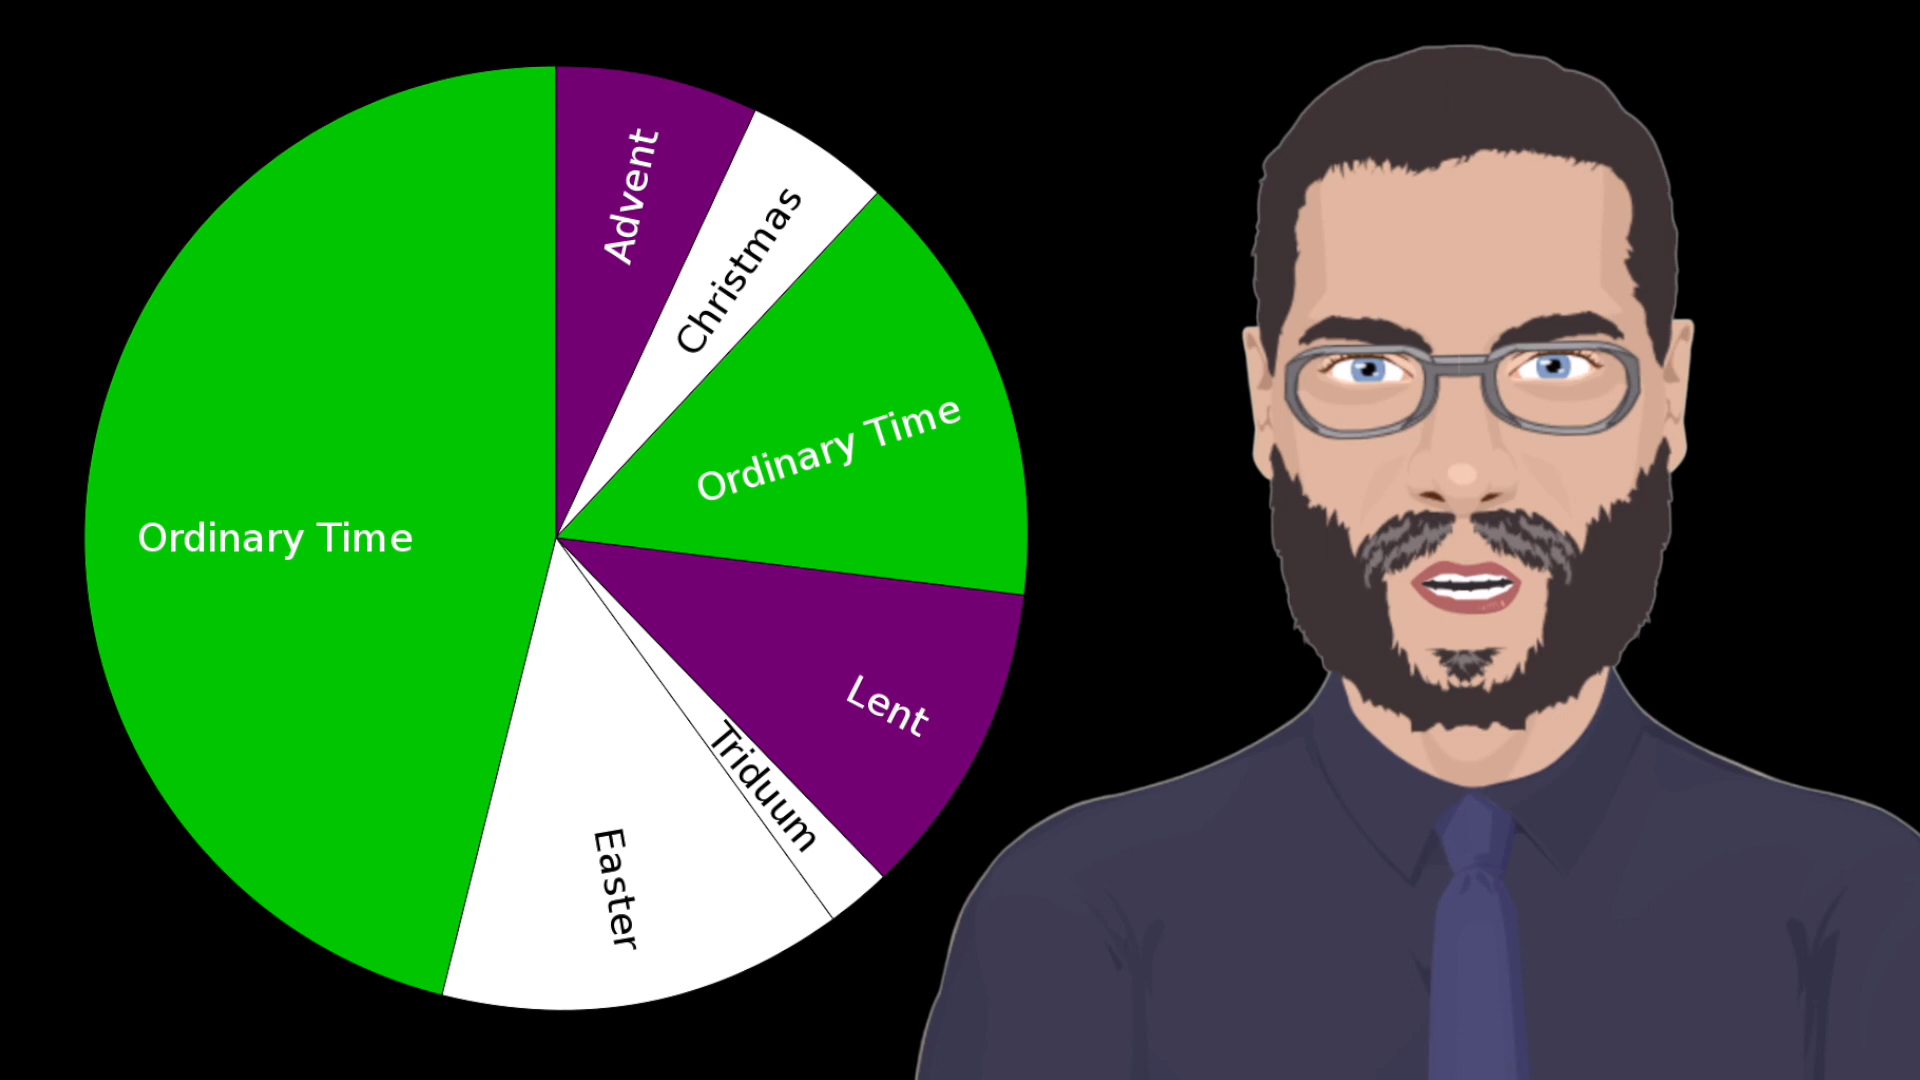 Advent
Christmas
Ordinary Time
Lent
Triduum
Easter
Ordinary Time